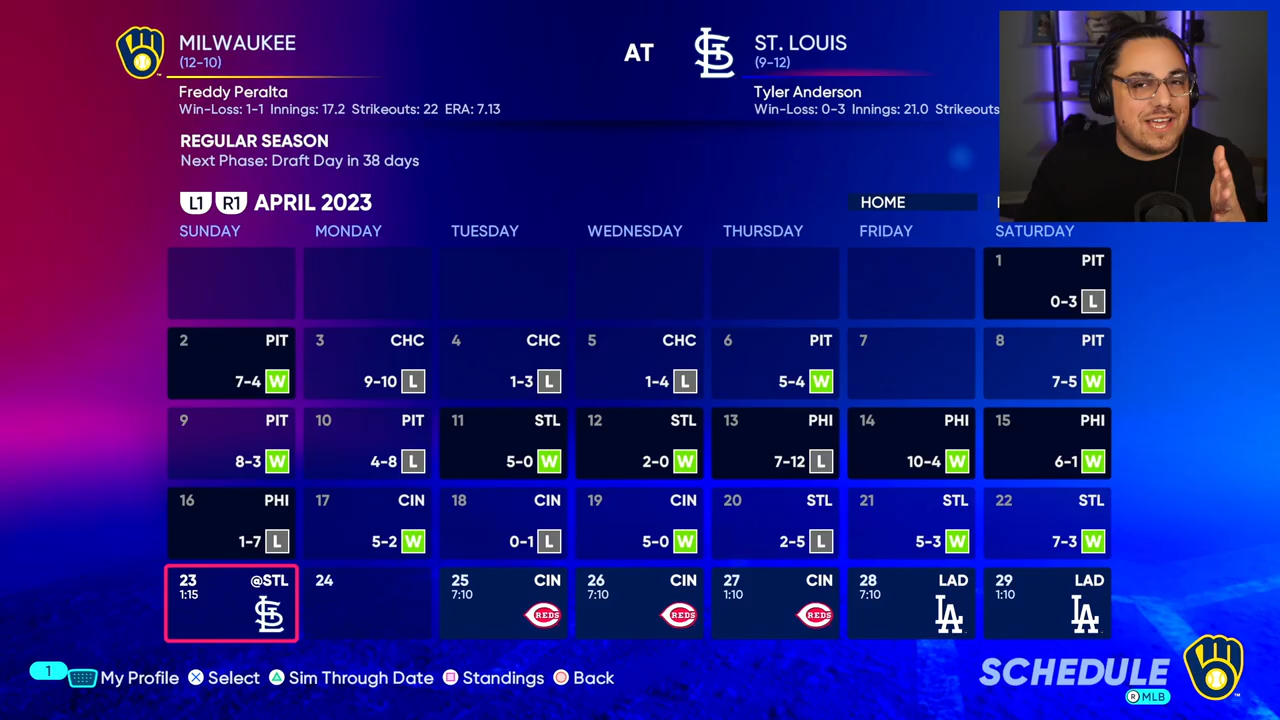 MILWAUKEE
(12-10)
AT
STL
ST. LOUIS
(9-12)
Freddy Peralta
Win-Loss: 1-1 Innings: 17.2 Strikeouts: 22 ERA: 7.13
Tyler Anderson
Win-Loss: 0-3 Innings: 21.0 Strikeouts
REGULAR SEASON
Next Phase: Draft Day in 38 days
L1 R1 APRIL 2023
HOME
SUNDAY MONDAY TUESDAY WEDNESDAY THURSDAY FRIDAY SATURDAY
1 PIT
0-3 L
2 PIT 3 CHC 4 CHC 5 CHC 6 PIT 7 8 PIT
7-4 W 9-10 L 1-3 L 1-4 L 5-4 W 7-5 W
9 PIT 10 PIT 11 STL 12 STL 13 PHI 14 PHI 15 PHI
8-3 W 4-8 L 5-0 W 2-0 W 7-12 L 10-4 W 6-1 W
16 PHI 17 CIN 18 CIN 19 CIN 20 STL 21 STL 22 STL
1-7 L 5-2 W 0-1 L 5-0 W 2-5 L 5-3 W 7-3 W
23 @STL 24 25 CIN 26 CIN 27 CIN 28 LAD 29 LAD
1:15 7:10 7:10 1:10 7:10 1:10
STL REDS REDS REDS LA LA
1 My Profile Select Sim Through Date Standings Back
SCHEDULE
R MLB